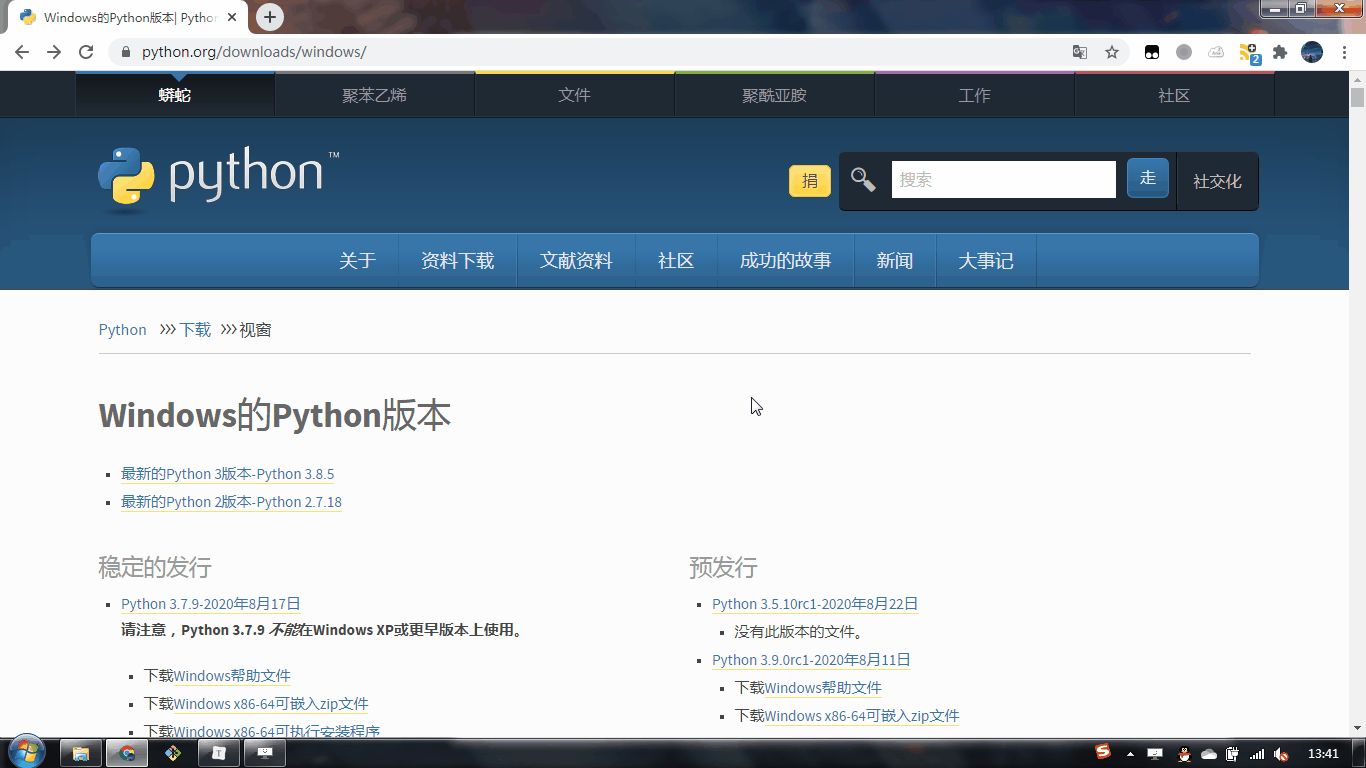 Windows的Python版本| Python
python.org/downloads/windows/
2
蟒蛇 聚苯乙烯 文件 聚酰亚胺 工作 社区
python™
捐 搜索 走 社交化
关于 资料下载 文献资料 社区 成功的故事 新闻 大事记
Python >>> 下载 >>> 视窗
Windows的Python版本
最新的Python 3版本-Python 3.8.5
最新的Python 2版本-Python 2.7.18
稳定的发行
Python 3.7.9-2020年8月17日
请注意，Python 3.7.9 不能在Windows XP或更早版本上使用。
下载Windows帮助文件
下载Windows x86-64可嵌入zip文件
下载Windows x86-64可执行安装程序
预发行
Python 3.5.10rc1-2020年8月22日
没有此版本的文件。
Python 3.9.0rc1-2020年8月11日
下载Windows帮助文件
下载Windows x86-64可嵌入zip文件
13:41